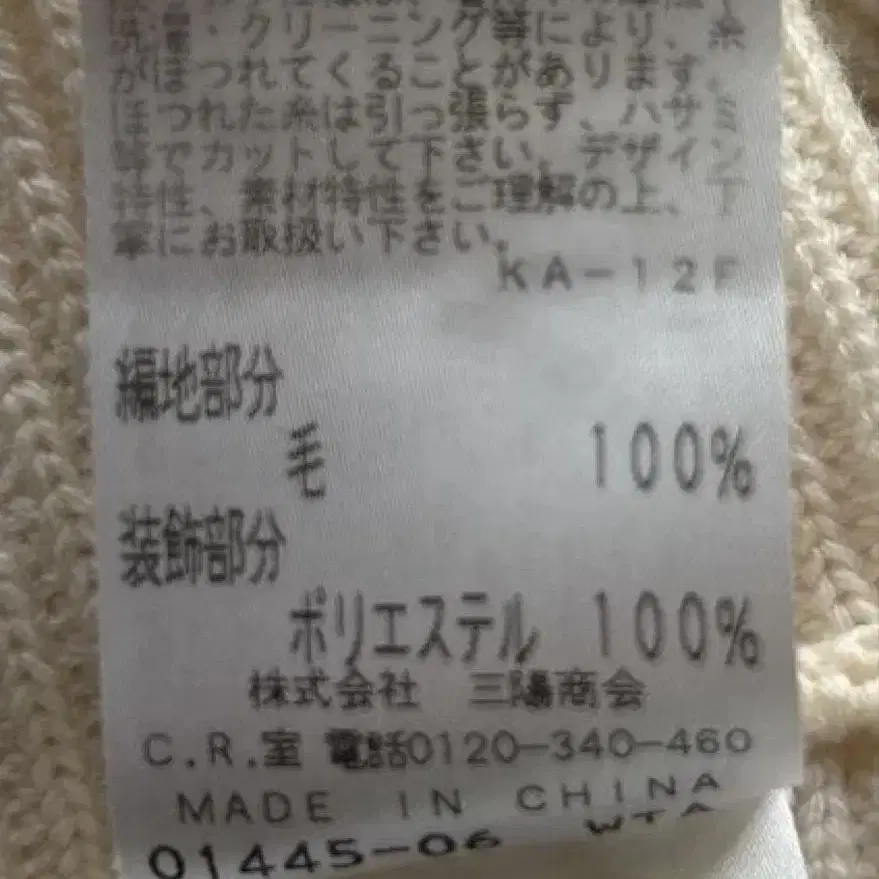 洗濯・クリーニング等により、糸
がほつれてくることがあります。
ほつれた糸は引っ張らず、ハサミ
等でカットして下さい。デザイン
特性、素材特性をご理解の上、丁
寧にお取扱い下さい。
KA-12F
編地部分
毛 100%
装飾部分
ポリエステル 100%
株式会社 三陽商会
C.R.室 電話0120-340-460
MADE IN CHINA
01445-06 WTA